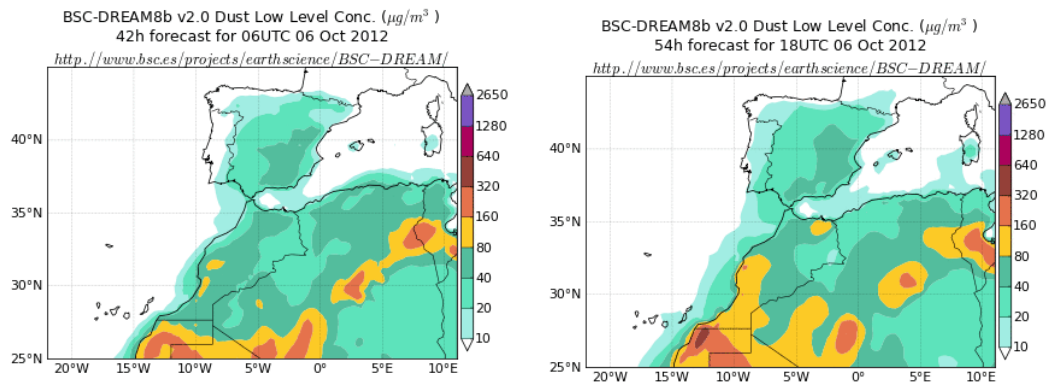 BSC-DREAM8b v2.0 Dust Low Level Conc. (μg/m³ )
42h forecast for 06UTC 06 Oct 2012
http.//www.bsc.es/projects/earthscience/BSC−DREAM/
40°N
35°N
30°N
25°N
20°W
15°W
10°W
5°W
0°
5°E
10°E
2650
1280
640
320
160
80
40
20
10
BSC-DREAM8b v2.0 Dust Low Level Conc. (μg/m³ )
54h forecast for 18UTC 06 Oct 2012
http.//www.bsc.es/projects/earthscience/BSC−DREAM/
40°N
35°N
30°N
25°N
20°W
15°W
10°W
5°W
0°
5°E
10°E
2650
1280
640
320
160
80
40
20
10